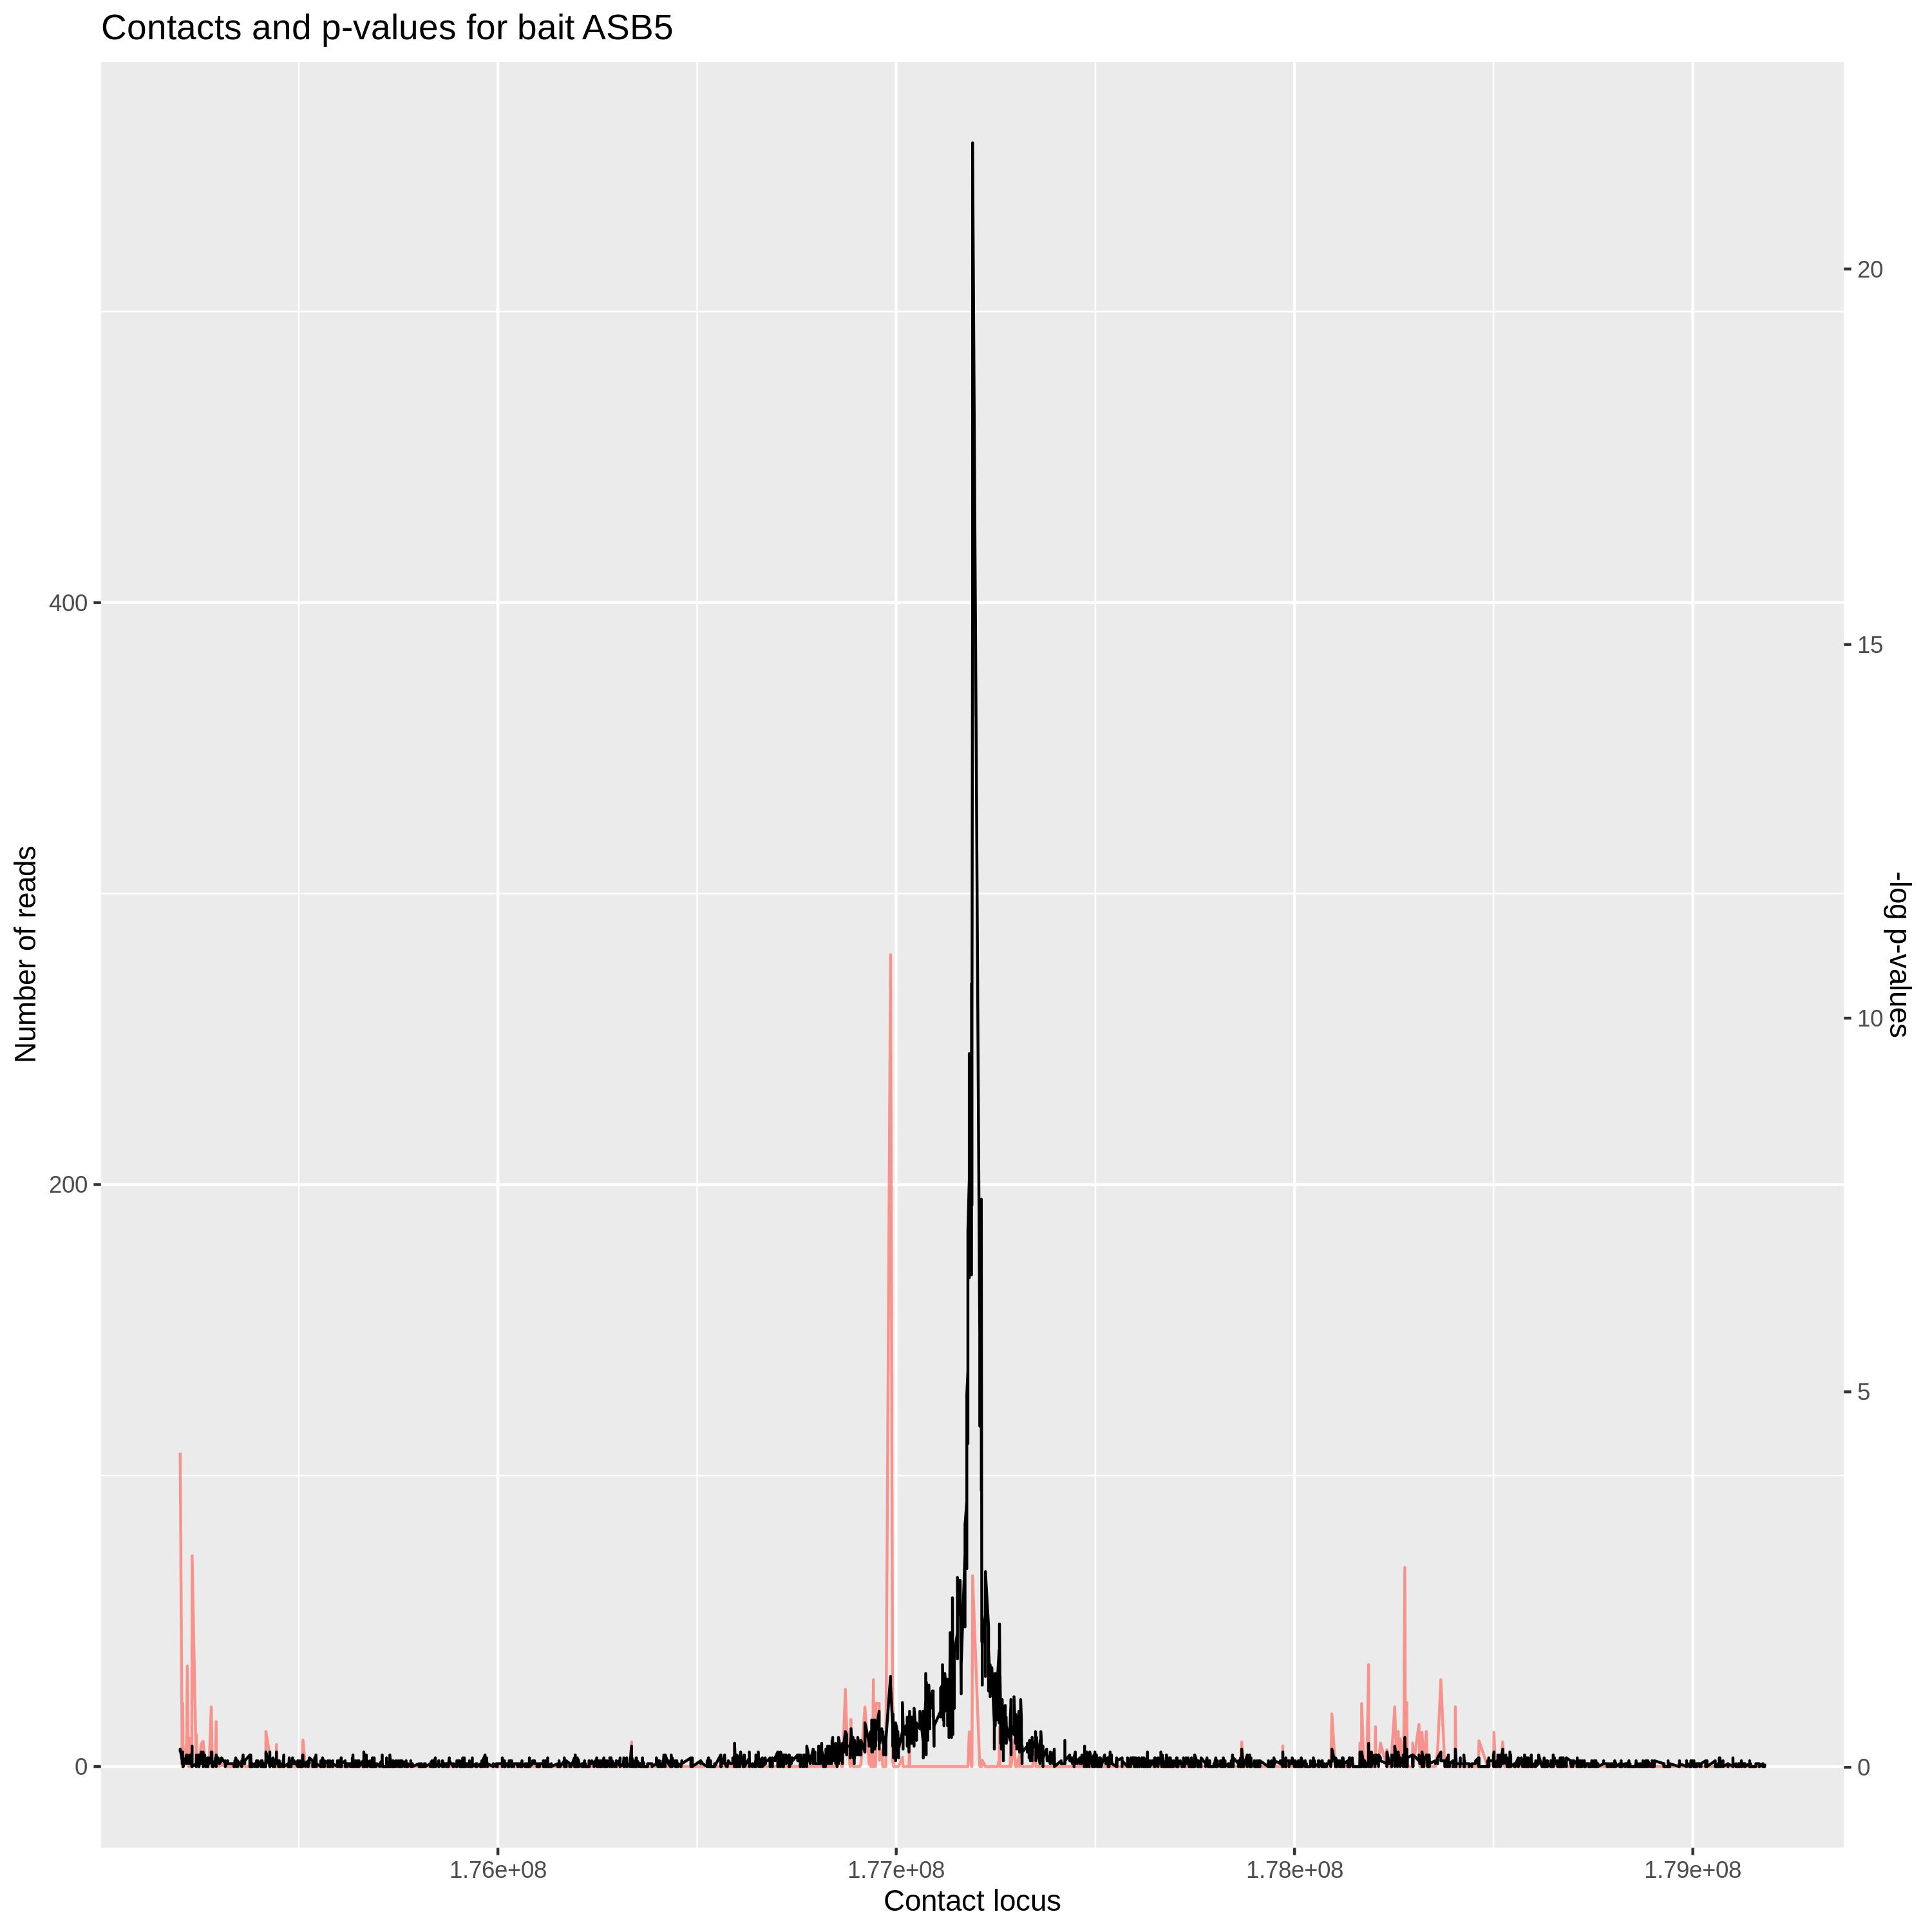 Contacts and p-values for bait ASB5
Number of reads
400
200
0
20
15
10
5
0
-log p-values
1.76e+08
1.77e+08
1.78e+08
1.79e+08
Contact locus